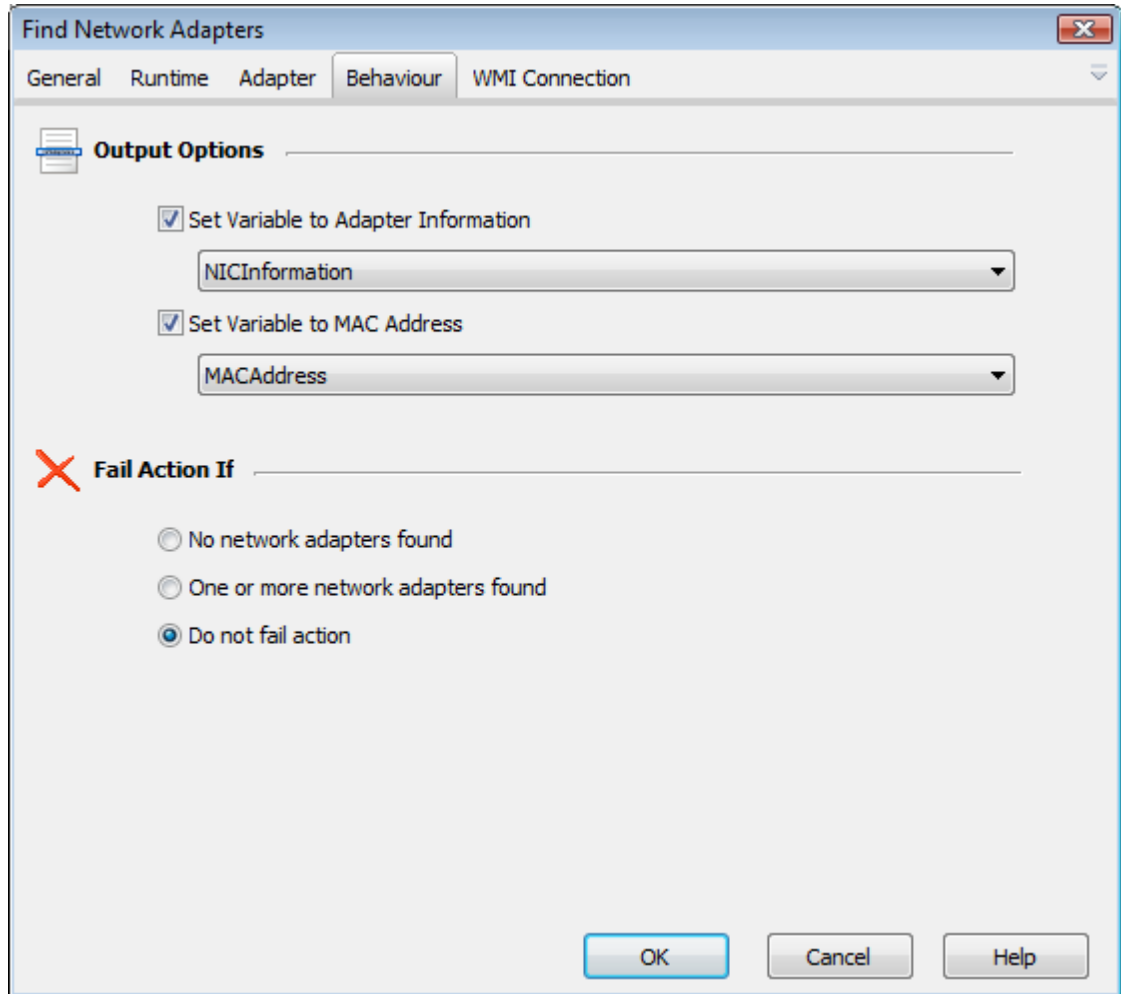 Find Network Adapters
General Runtime Adapter Behaviour WMI Connection
Output Options
Set Variable to Adapter Information
NICInformation
Set Variable to MAC Address
MACAddress
Fail Action If
No network adapters found
One or more network adapters found
Do not fail action
OK Cancel Help